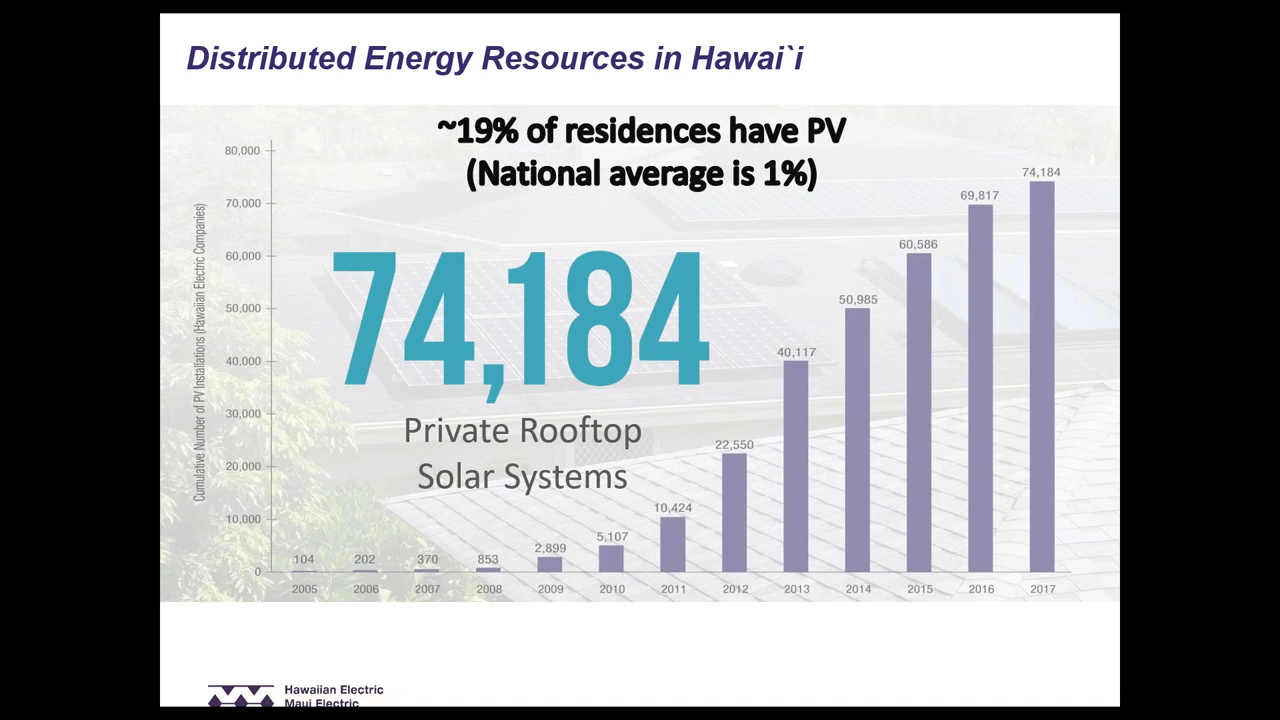 Distributed Energy Resources in Hawai`i
~19% of residences have PV
(National average is 1%)
Cumulative Number of PV Installations (Hawaiian Electric Companies)
80,000
70,000
60,000
50,000
40,000
30,000
20,000
10,000
0
74,184
Private Rooftop
Solar Systems
104
202
370
853
2,899
5,107
10,424
22,550
40,117
50,985
60,586
69,817
74,184
2005 2006 2007 2008 2009 2010 2011 2012 2013 2014 2015 2016 2017
Hawaiian Electric
Maui Electric